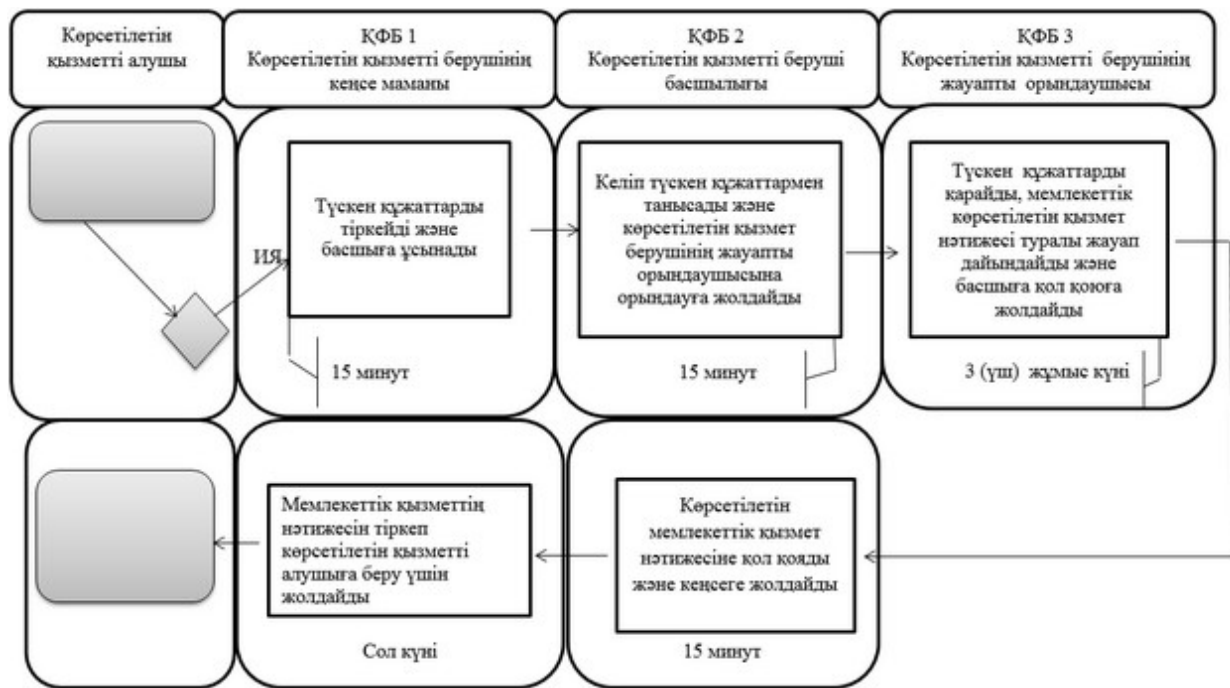 Көрсетілетін
қызметті алушы
ҚФБ 1
Көрсетілетін қызметті берушінің
кеңсе маманы
ҚФБ 2
Көрсетілетін қызметті беруші
басшылығы
ҚФБ 3
Көрсетілетін қызметті берушінің
жауапты орындаушысы
ИЯ
Түскен құжаттарды
тіркейді және
басшыға ұсынады
15 минут
Келіп түскен құжаттармен
танысады және
көрсетілетін қызмет
берушінің жауапты
орындаушысына
орындауға жолдайды
15 минут
Түскен құжаттарды
қарайды, мемлекеттік
көрсетілетін қызмет
нәтижесі туралы жауап
дайындайды және
басшыға қол қоюға
жолдайды
3 (үш) жұмыс күні
Мемлекеттік қызметтің
нәтижесін тіркеп
көрсетілетін қызметті
алушыға беру үшін
жолдайды
Сол күні
Көрсетілетін
мемлекеттік қызмет
нәтижесіне қол қояды
және кеңсеге жолдайды
15 минут